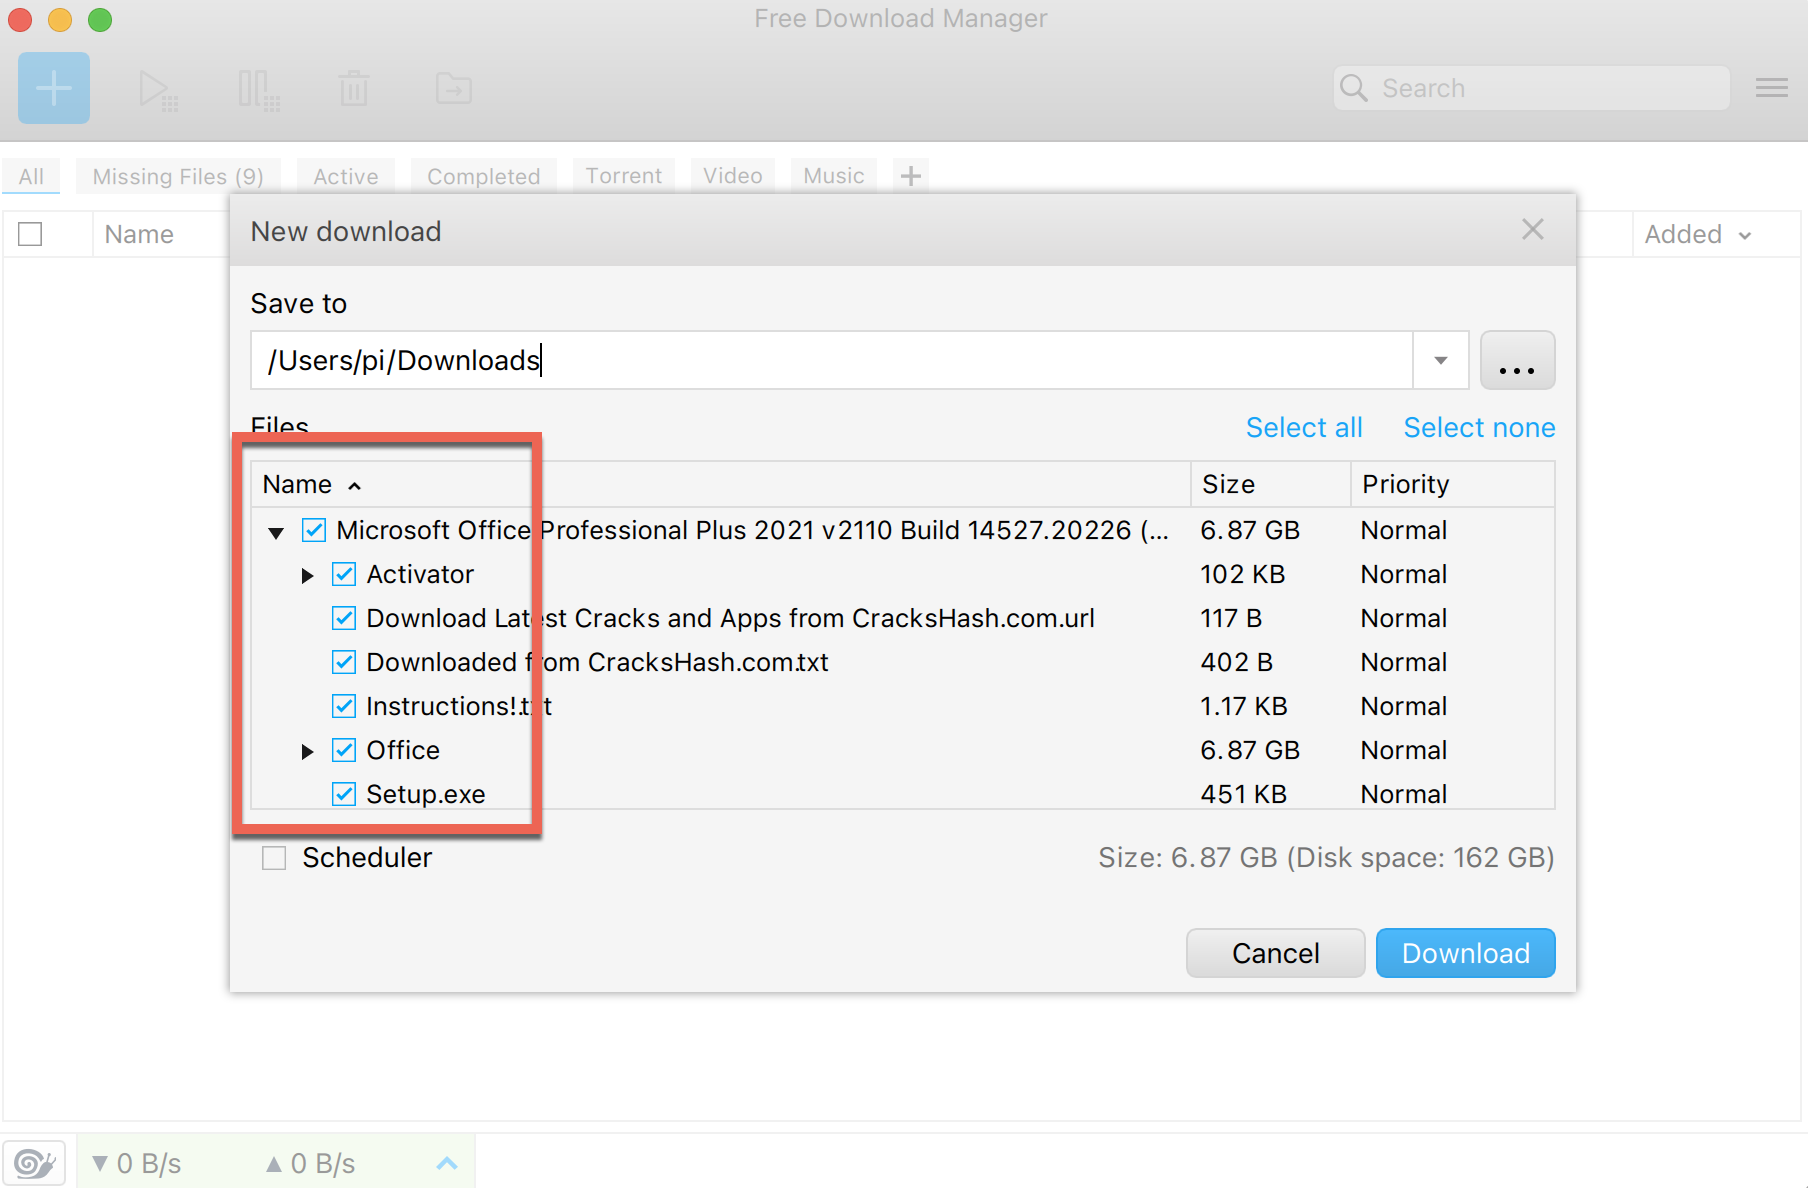 Free Download Manager
Search
All Missing Files (9) Active Completed Torrent Video Music
Name Added
New download
Save to
/Users/pi/Downloads
...
Files Select all Select none
Name Size Priority
Microsoft Office Professional Plus 2021 v2110 Build 14527.20226 (... 6.87 GB Normal
Activator 102 KB Normal
Download Latest Cracks and Apps from CracksHash.com.url 117 B Normal
Downloaded from CracksHash.com.txt 402 B Normal
Instructions!.txt 1.17 KB Normal
Office 6.87 GB Normal
Setup.exe 451 KB Normal
Scheduler Size: 6.87 GB (Disk space: 162 GB)
Cancel Download
▼ 0 B/s ▲ 0 B/s